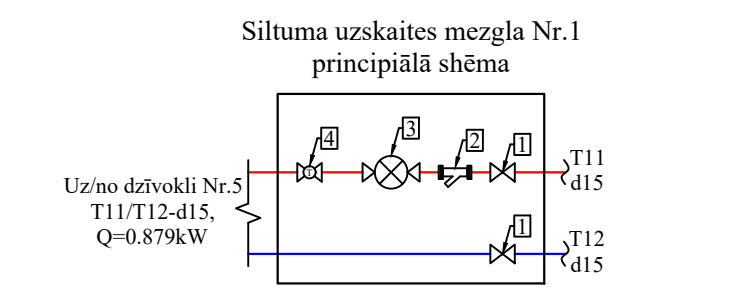 Siltuma uzskaites mezgla Nr.1
principiālā shēma
4
3
2
1
T11
d15
Uz/no dzīvokli Nr.5
T11/T12-d15,
Q=0.879kW
T
1
T12
d15